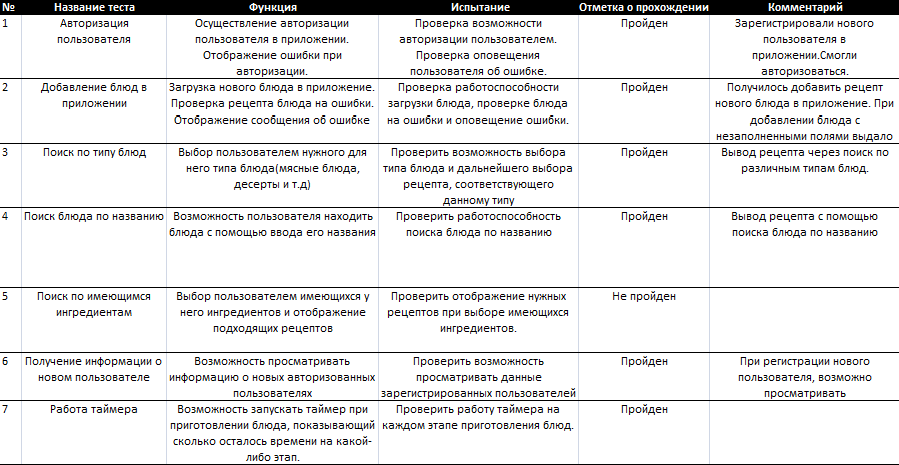 № Название теста Функция Испытание Отметка о прохождении Комментарий
1 Авторизация пользователя Осуществление авторизации пользователя в приложении. Отображение ошибки при авторизации. Проверка возможности авторизации пользователем. Проверка оповещения пользователя об ошибке. Пройден Зарегистрировали нового пользователя в приложении.Смогли авторизоваться.
2 Добавление блюд в приложении Загрузка нового блюда в приложение. Проверка рецепта блюда на ошибки. Отображение сообщения об ошибке Проверка работоспособности загрузки блюда, проверке блюда на ошибки и оповещение ошибки. Пройден Получилось добавить рецепт нового блюда в приложение. При добавлении блюда с незаполненными полями выдало
3 Поиск по типу блюд Выбор пользователем нужного для него типа блюда(мясные блюда, десерты и т.д) Проверить возможность выбора типа блюда и дальнейшего выбора рецепта, соответствующего данному типу Пройден Вывод рецепта через поиск по различным типам блюд.
4 Поиск блюда по названию Возможность пользователя находить блюда с помощью ввода его названия Проверить работоспособность поиска блюда по названию Пройден Вывод рецепта с помощью поиска блюда по названию
5 Поиск по имеющимся ингредиентам Выбор пользователем имеющихся у него ингредиентов и отображение подходящих рецептов Проверить отображение нужных рецептов при выборе имеющихся ингредиентов. Не пройден
6 Получение информации о новом пользователе Возможность просматривать информацию о новых авторизованных пользователях Проверить возможность просматривать данные зарегистрированных пользователей Пройден При регистрации нового пользователя, возможно просматривать
7 Работа таймера Возможность запускать таймер при приготовлении блюда, показывающий сколько осталось времени на какой-либо этап. Проверить работу таймера на каждом этапе приготовления блюд. Пройден